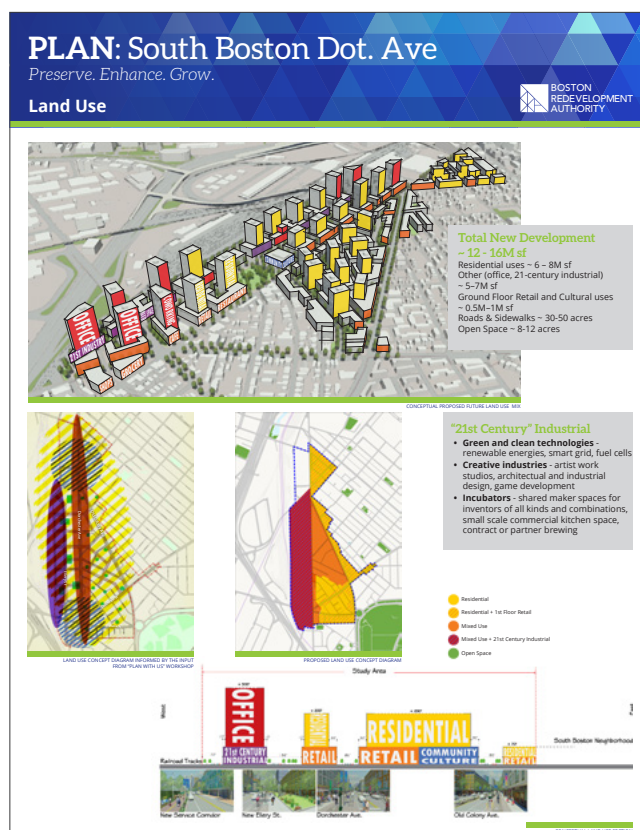 PLAN: South Boston Dot. Ave
Preserve. Enhance. Grow.
Land Use
BOSTON
REDEVELOPMENT
AUTHORITY
OFFICE
21ST INDUSTRY
OFFICE
SHOPS
GROCERY
Total New Development
~ 12 - 16M sf
Residential uses ~ 6 – 8M sf
Other (office, 21-century industrial)
~ 5–7M sf
Ground Floor Retail and Cultural uses
~ 0.5M–1M sf
Roads & Sidewalks ~ 30-50 acres
Open Space ~ 8-12 acres
CONCEPTUAL PROPOSED FUTURE LAND USE MIX
"21st Century" Industrial
• Green and clean technologies -
renewable energies, smart grid, fuel cells
• Creative industries - artist work
studios, architectual and industrial
design, game development
• Incubators - shared maker spaces for
inventors of all kinds and combinations,
small scale commercial kitchen space,
contract or partner brewing
Residential
Residential + 1st Floor Retail
Mixed Use
Mixed Use + 21st Century Industrial
Open Space
LAND USE CONCEPT DIAGRAM INFORMED BY THE INPUT
FROM "PLAN WITH US" WORKSHOP
PROPOSED LAND USE CONCEPT DIAGRAM
Study Area
West
OFFICE
21st CENTURY
INDUSTRIAL
RETAIL
RESIDENTIAL
RETAIL
COMMUNITY
CULTURE
RESIDENTIAL
RETAIL
South Boston Neighborhood
Railroad Tracks
New Service Corridor
New Ellery St.
Dorchester Ave.
Old Colony Ave.